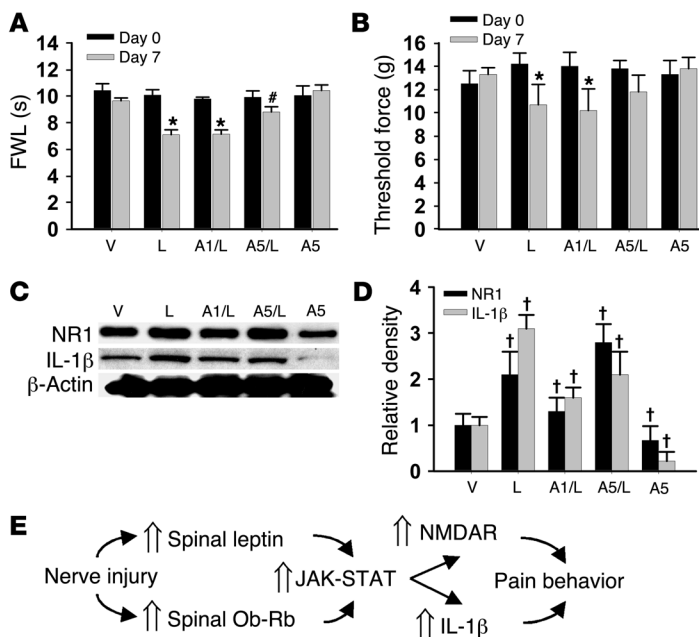 A
Day 0
Day 7
FWL (s)
14
12
10
8
6
4
2
0
*
*
#
V L A1/L A5/L A5
B
Day 0
Day 7
Threshold force (g)
16
14
12
10
8
6
4
2
0
*
*
V L A1/L A5/L A5
C
V L A1/L A5/L A5
NR1
IL-1β
β-Actin
D
NR1
IL-1β
Relative density
4
3
2
1
0
† † † † † † † †
V L A1/L A5/L A5
E
⇑ Spinal leptin
⇑ NMDAR
Nerve injury
⇑ JAK-STAT
Pain behavior
⇑ Spinal Ob-Rb
⇑ IL-1β